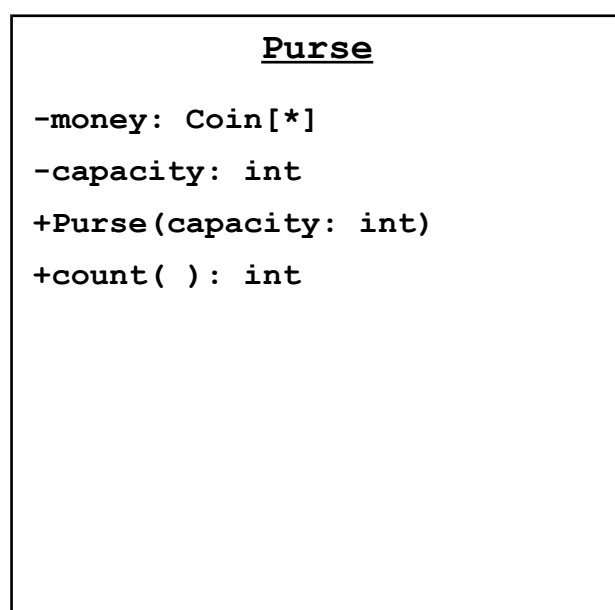 Purse
-money: Coin[*]
-capacity: int
+Purse(capacity: int)
+count( ): int